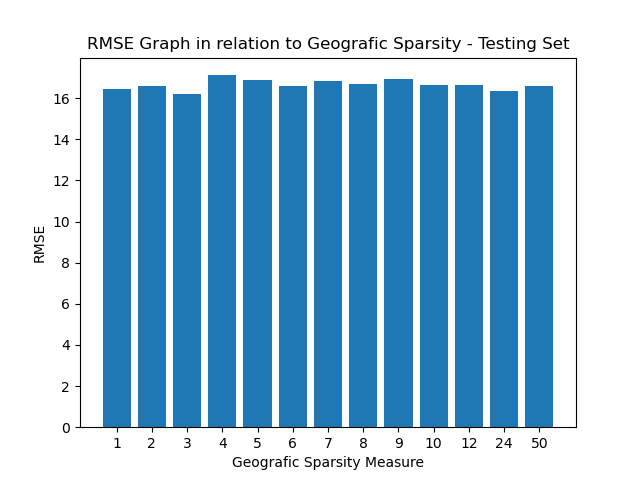 RMSE Graph in relation to Geografic Sparsity - Testing Set
16
14
12
10
8
6
4
2
0
RMSE
1 2 3 4 5 6 7 8 9 10 12 24 50
Geografic Sparsity Measure